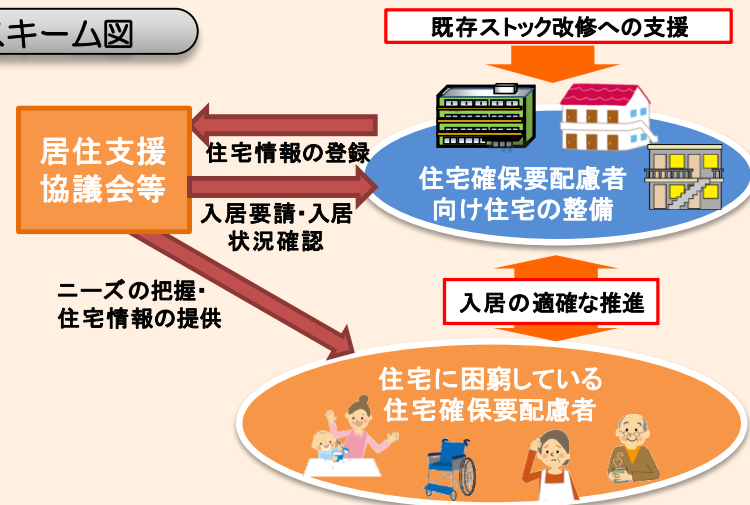 スキーム図
既存ストック改修への支援
居住支援
協議会等
住宅情報の登録
入居要請・入居
状況確認
住宅確保要配慮者
向け住宅の整備
ニーズの把握・
住宅情報の提供
入居の適確な推進
住宅に困窮している
住宅確保要配慮者